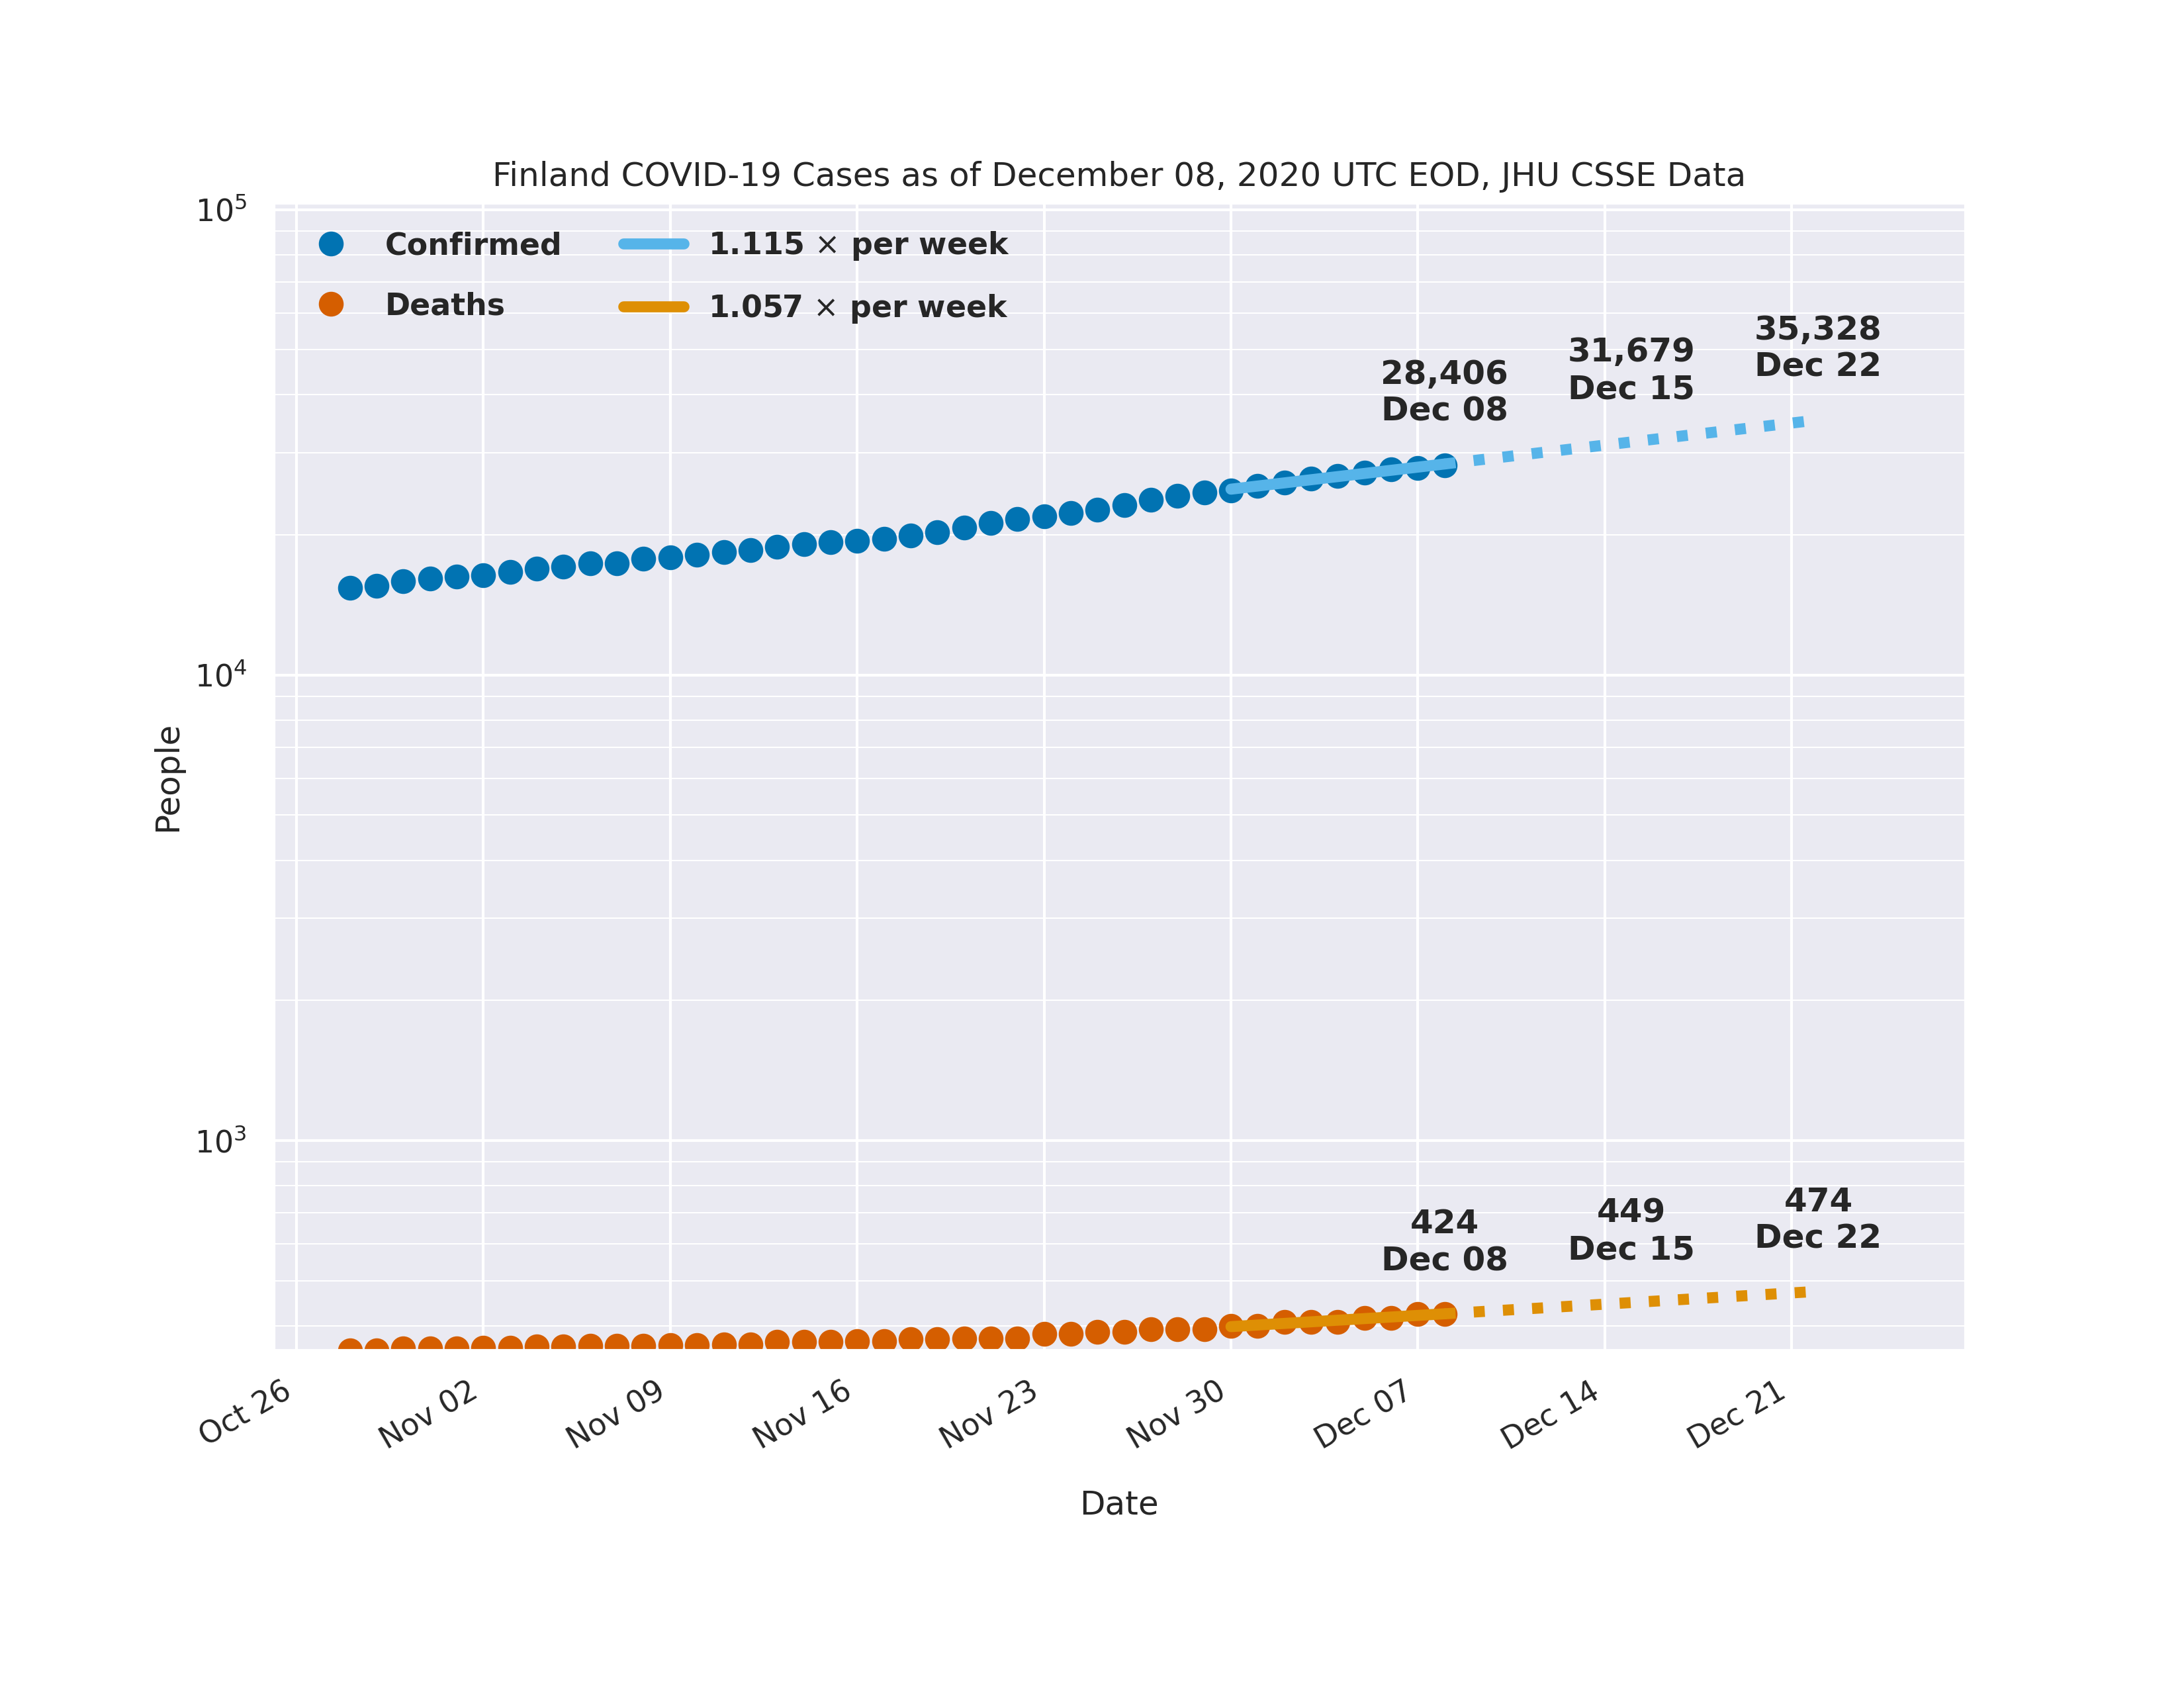 Finland COVID-19 Cases as of December 08, 2020 UTC EOD, JHU CSSE Data
10⁵
Confirmed
1.115 × per week
Deaths
1.057 × per week
28,406
Dec 08
31,679
Dec 15
35,328
Dec 22
10⁴
People
10³
424
Dec 08
449
Dec 15
474
Dec 22
Oct 26
Nov 02
Nov 09
Nov 16
Nov 23
Nov 30
Dec 07
Dec 14
Dec 21
Date